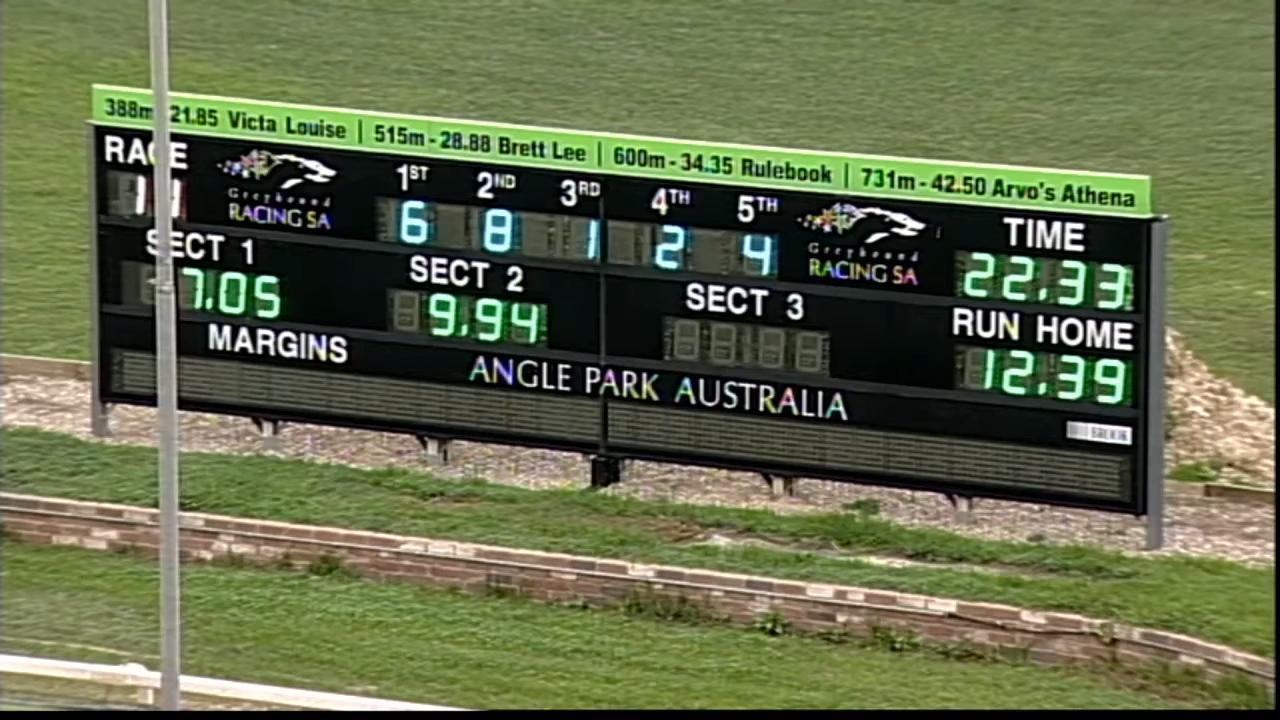 388m 21.85 Victa Louise | 515m - 28.88 Brett Lee | 600m - 34.35 Rulebook | 731m - 42.50 Arvo's Athena
RACE 1ST 2ND 3RD 4TH 5TH TIME
11 6 8 1 2 4 22.33
Greyhound RACING SA
Greyhound RACING SA
SECT 1 SECT 2 SECT 3 RUN HOME
7.05 9.94 12.39
MARGINS ANGLE PARK AUSTRALIA